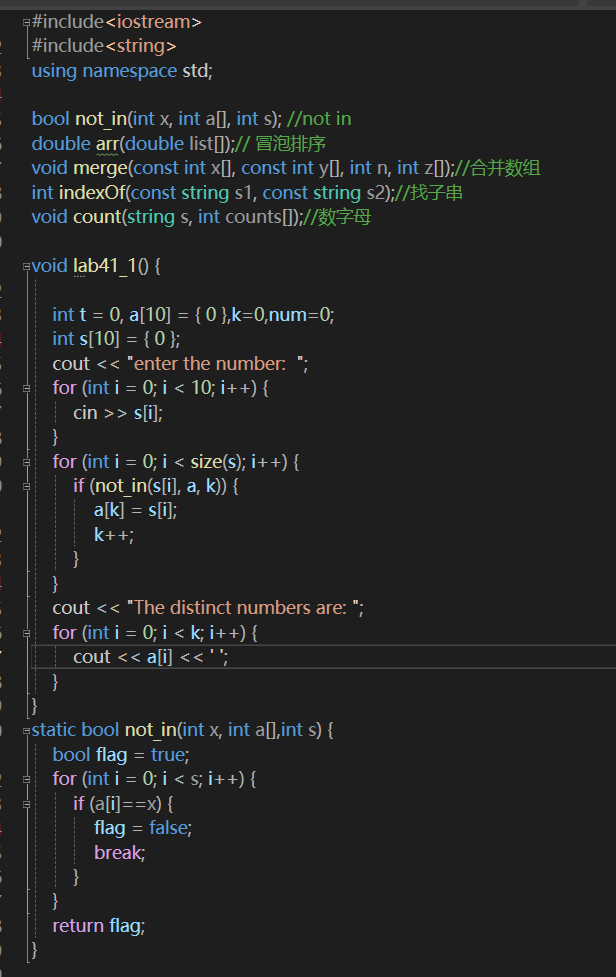 #include<iostream>
#include<string>
using namespace std;
bool not_in(int x, int a[], int s); //not in
double arr(double list[]);// 冒泡排序
void merge(const int x[], const int y[], int n, int z[]);//合并数组
int indexOf(const string s1, const string s2);//找子串
void count(string s, int counts[]);//数字母
void lab41_1() {
int t = 0, a[10] = { 0 },k=0,num=0;
int s[10] = { 0 };
cout << "enter the number:  ";
for (int i = 0; i < 10; i++) {
cin >> s[i];
}
for (int i = 0; i < size(s); i++) {
if (not_in(s[i], a, k)) {
a[k] = s[i];
k++;
}
}
cout << "The distinct numbers are: ";
for (int i = 0; i < k; i++) {
cout << a[i] << ' ';
}
}
static bool not_in(int x, int a[],int s) {
bool flag = true;
for (int i = 0; i < s; i++) {
if (a[i]==x) {
flag = false;
break;
}
}
return flag;
}